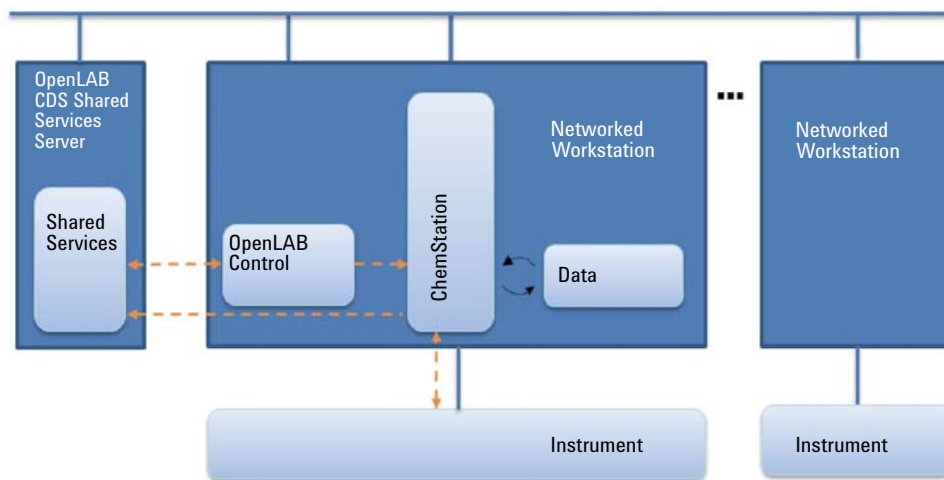 OpenLAB
CDS Shared
Services
Server
Shared
Services
OpenLAB
Control
ChemStation
Data
Networked
Workstation
...
Networked
Workstation
Instrument
Instrument